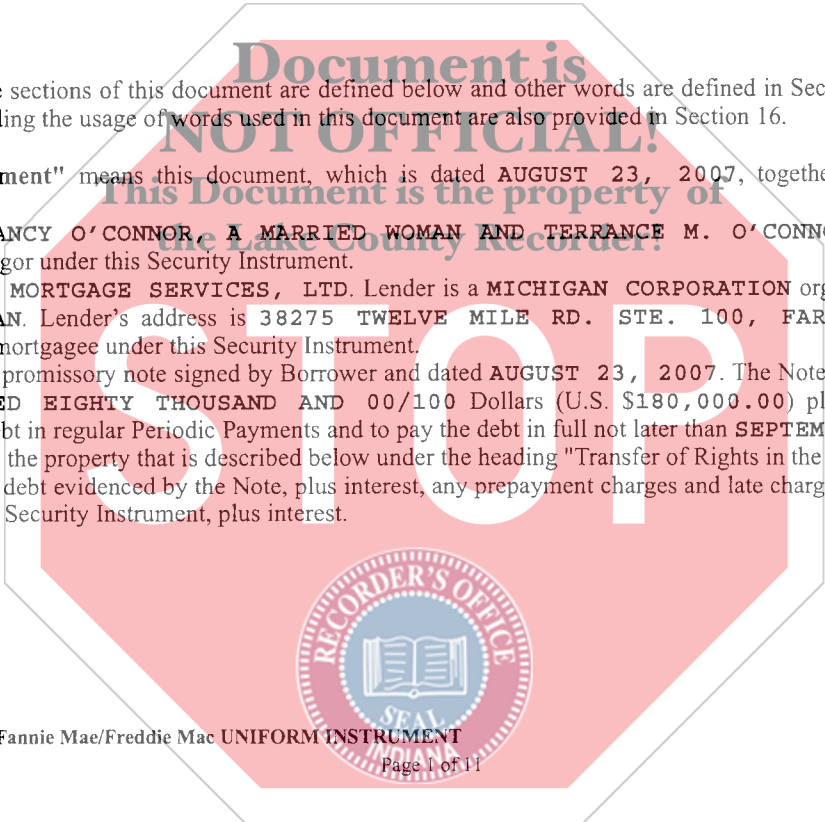 Document is
e sections of this document are defined below and other words are defined in Sec
ling the usage of words used in this document are also provided in Section 16.
NOT OFFICIAL!
ment" means this document, which is dated AUGUST 23, 2007, togethe
This Document is the property of
ANCY O'CONNOR, A MARRIED WOMAN AND TERRANCE M. O'CONNO
the Lake County Recorder!
gor under this Security Instrument.
MORTGAGE SERVICES, LTD. Lender is a MICHIGAN CORPORATION org
AN. Lender's address is 38275 TWELVE MILE RD. STE. 100, FAR
mortgagee under this Security Instrument.
promissory note signed by Borrower and dated AUGUST 23, 2007. The Note
ED EIGHTY THOUSAND AND 00/100 Dollars (U.S. $180,000.00) pl
bt in regular Periodic Payments and to pay the debt in full not later than SEPTEM
the property that is described below under the heading "Transfer of Rights in the
debt evidenced by the Note, plus interest, any prepayment charges and late charg
Security Instrument, plus interest.
STOP
RECORDER'S OFFICE
SEAL
INDIANA
Fannie Mae/Freddie Mac UNIFORM INSTRUMENT
Page 1 of 11